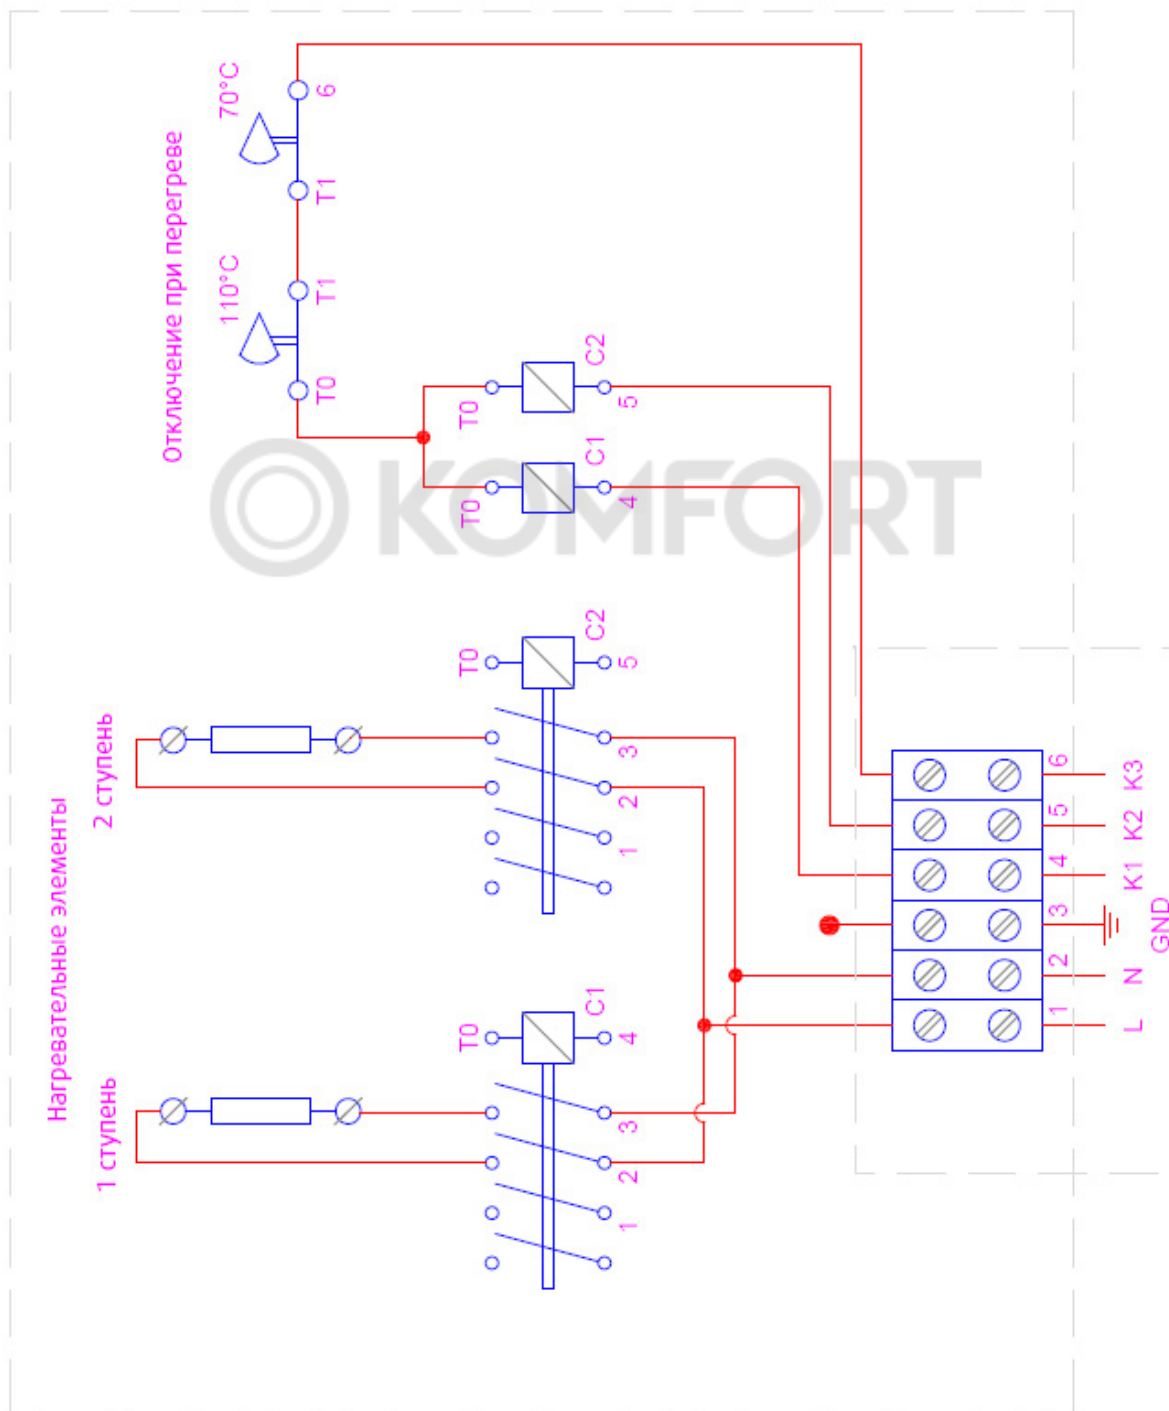 Отключение при перегреве
70°C
6
T1
110°C
T1
T0
T0
C2
5
T0
C1
4
KOMFORT
Нагревательные элементы
2 ступень
T0
C2
5
3
2
1
1 ступень
T0
C1
4
3
2
1
6
K3
5
K2
4
K1
3
GND
2
N
1
L